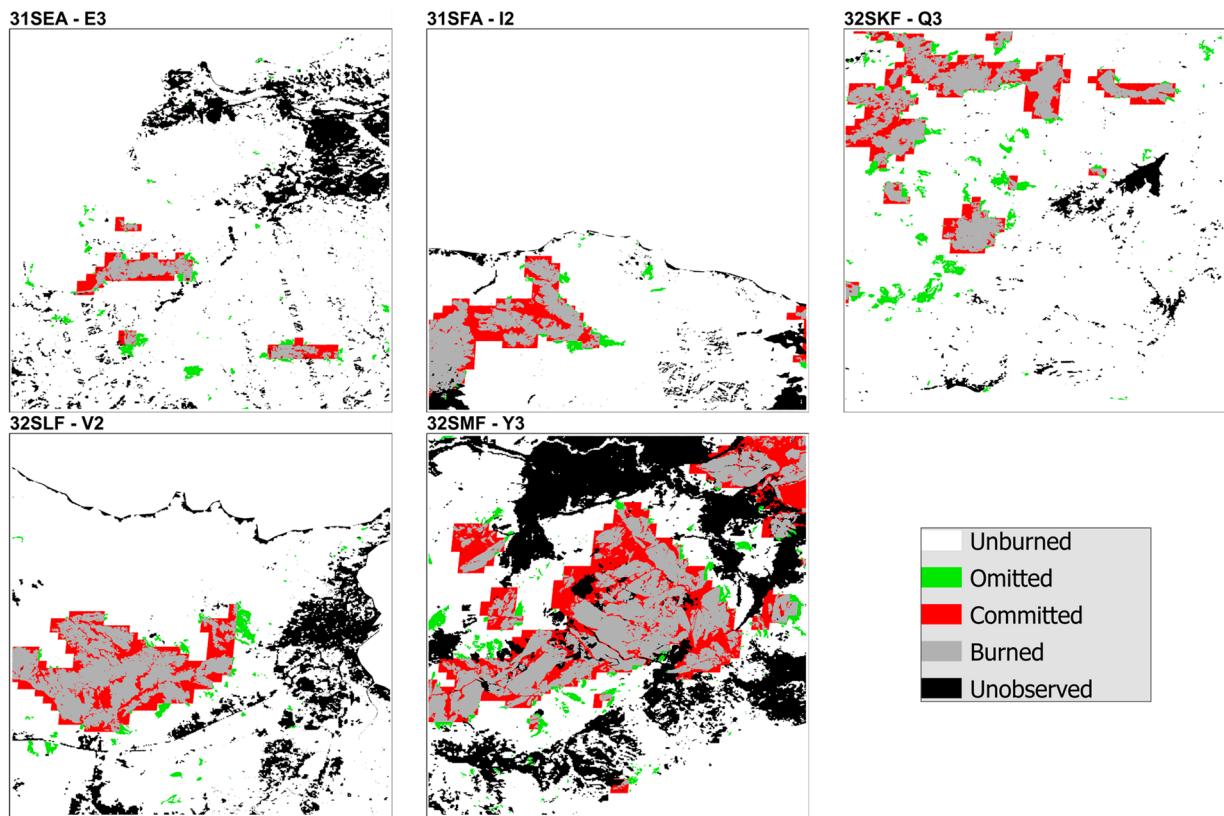 31SEA - E3
31SFA - I2
32SKF - Q3
32SLF - V2
32SMF - Y3
Unburned
Omitted
Committed
Burned
Unobserved